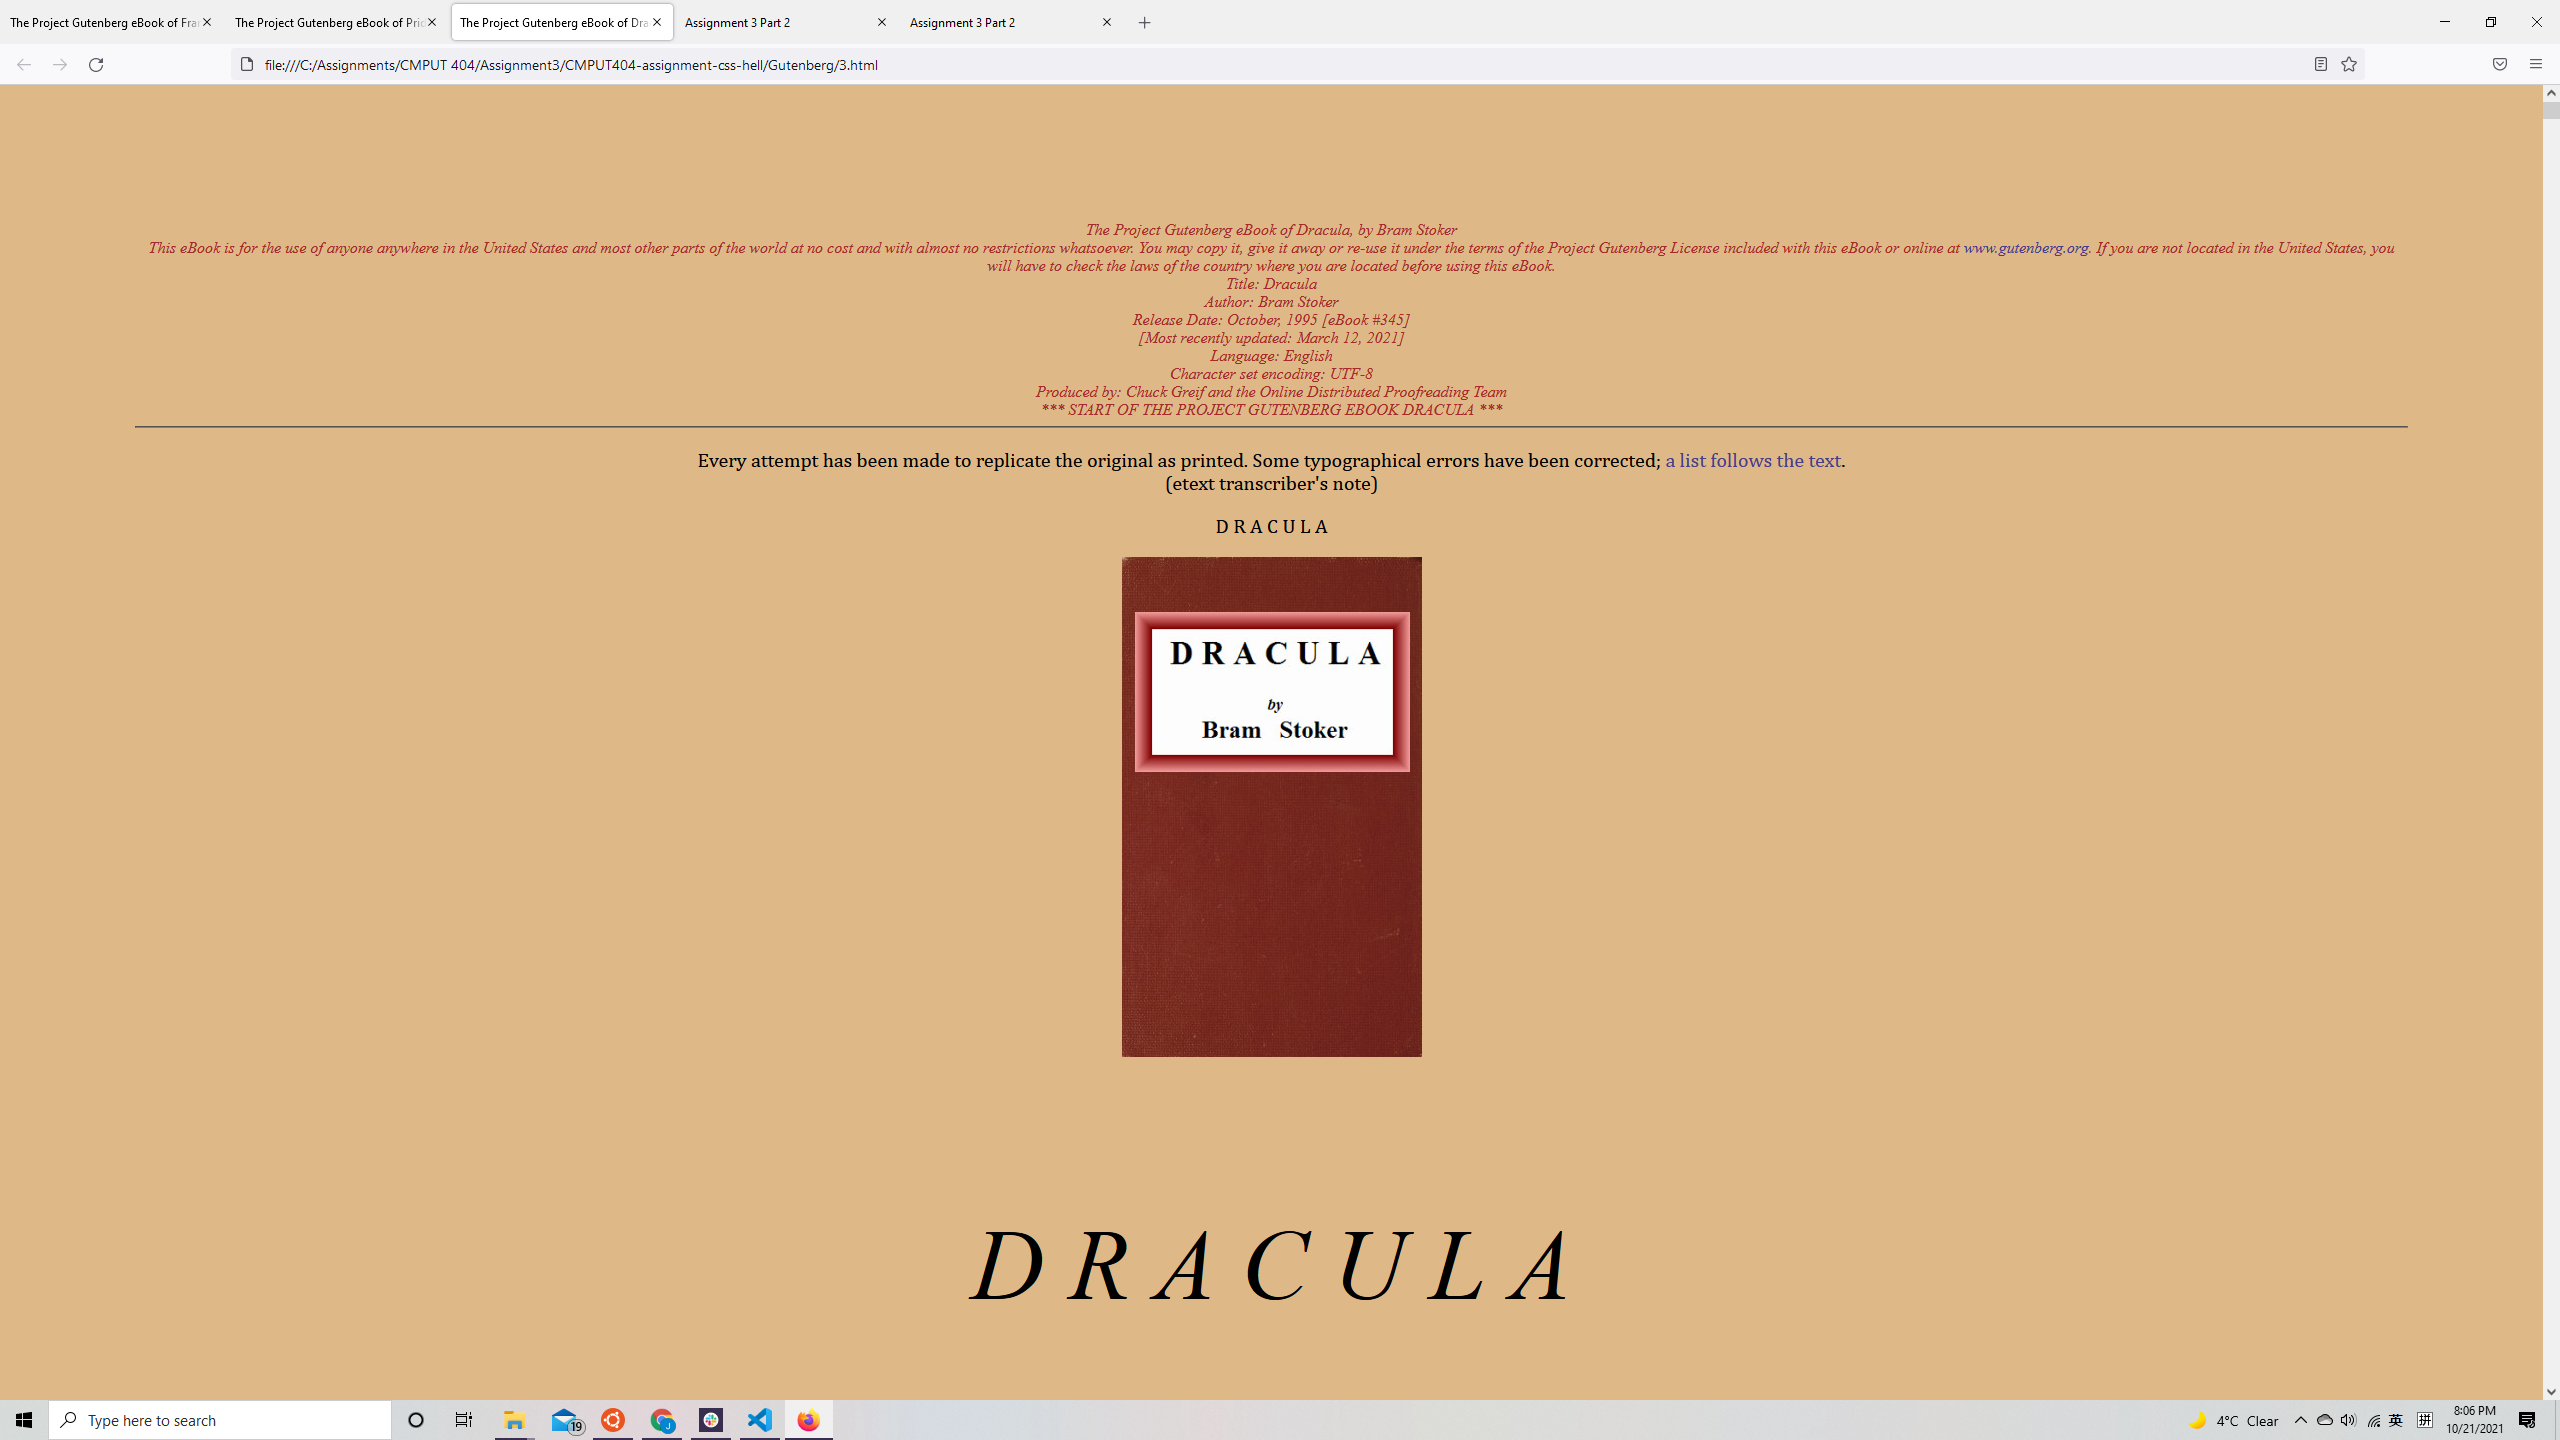 The Project Gutenberg eBook of Fra
The Project Gutenberg eBook of Pric
The Project Gutenberg eBook of Dra
Assignment 3 Part 2
Assignment 3 Part 2
file:///C:/Assignments/CMPUT 404/Assignment3/CMPUT404-assignment-css-hell/Gutenberg/3.html
The Project Gutenberg eBook of Dracula, by Bram Stoker
This eBook is for the use of anyone anywhere in the United States and most other parts of the world at no cost and with almost no restrictions whatsoever. You may copy it, give it away or re-use it under the terms of the Project Gutenberg License included with this eBook or online at www.gutenberg.org. If you are not located in the United States, you
will have to check the laws of the country where you are located before using this eBook.
Title: Dracula
Author: Bram Stoker
Release Date: October, 1995 [eBook #345]
[Most recently updated: March 12, 2021]
Language: English
Character set encoding: UTF-8
Produced by: Chuck Greif and the Online Distributed Proofreading Team
*** START OF THE PROJECT GUTENBERG EBOOK DRACULA ***
Every attempt has been made to replicate the original as printed. Some typographical errors have been corrected; a list follows the text.
(etext transcriber's note)
D R A C U L A
D R A C U L A
by
Bram Stoker
D R A C U L A
Type here to search
19
J
4°C Clear
英
拼
8:06 PM
10/21/2021